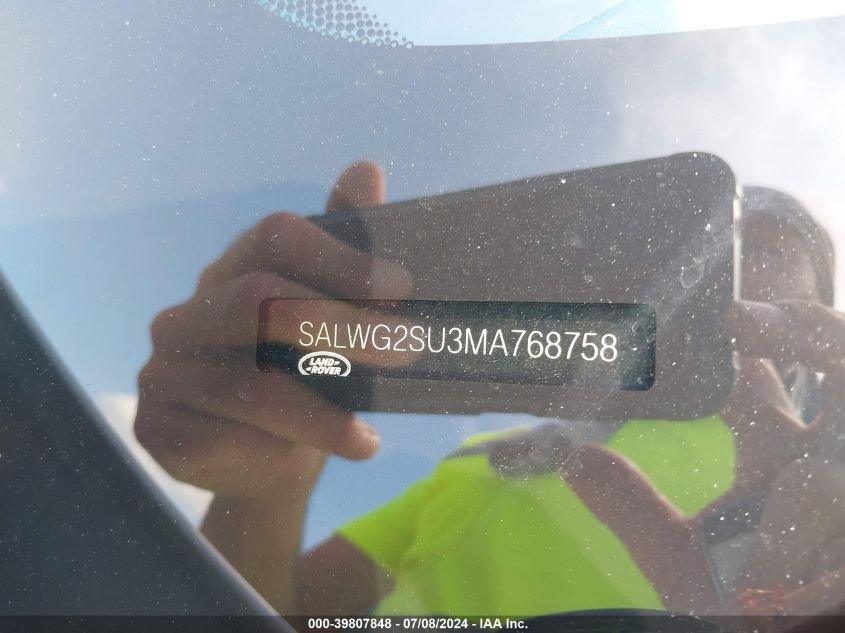 SALWG2SU3MA768758
LAND
ROVER
000-39807848 - 07/08/2024 - IAA Inc.